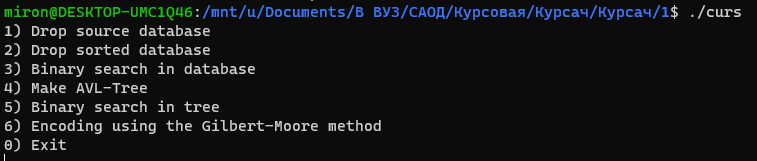 miron@DESKTOP-UMC1Q46:/mnt/u/Documents/В ВУЗ/САОД/Курсовая/Курсач/Курсач/1$ ./curs
1) Drop source database
2) Drop sorted database
3) Binary search in database
4) Make AVL-Tree
5) Binary search in tree
6) Encoding using the Gilbert-Moore method
0) Exit